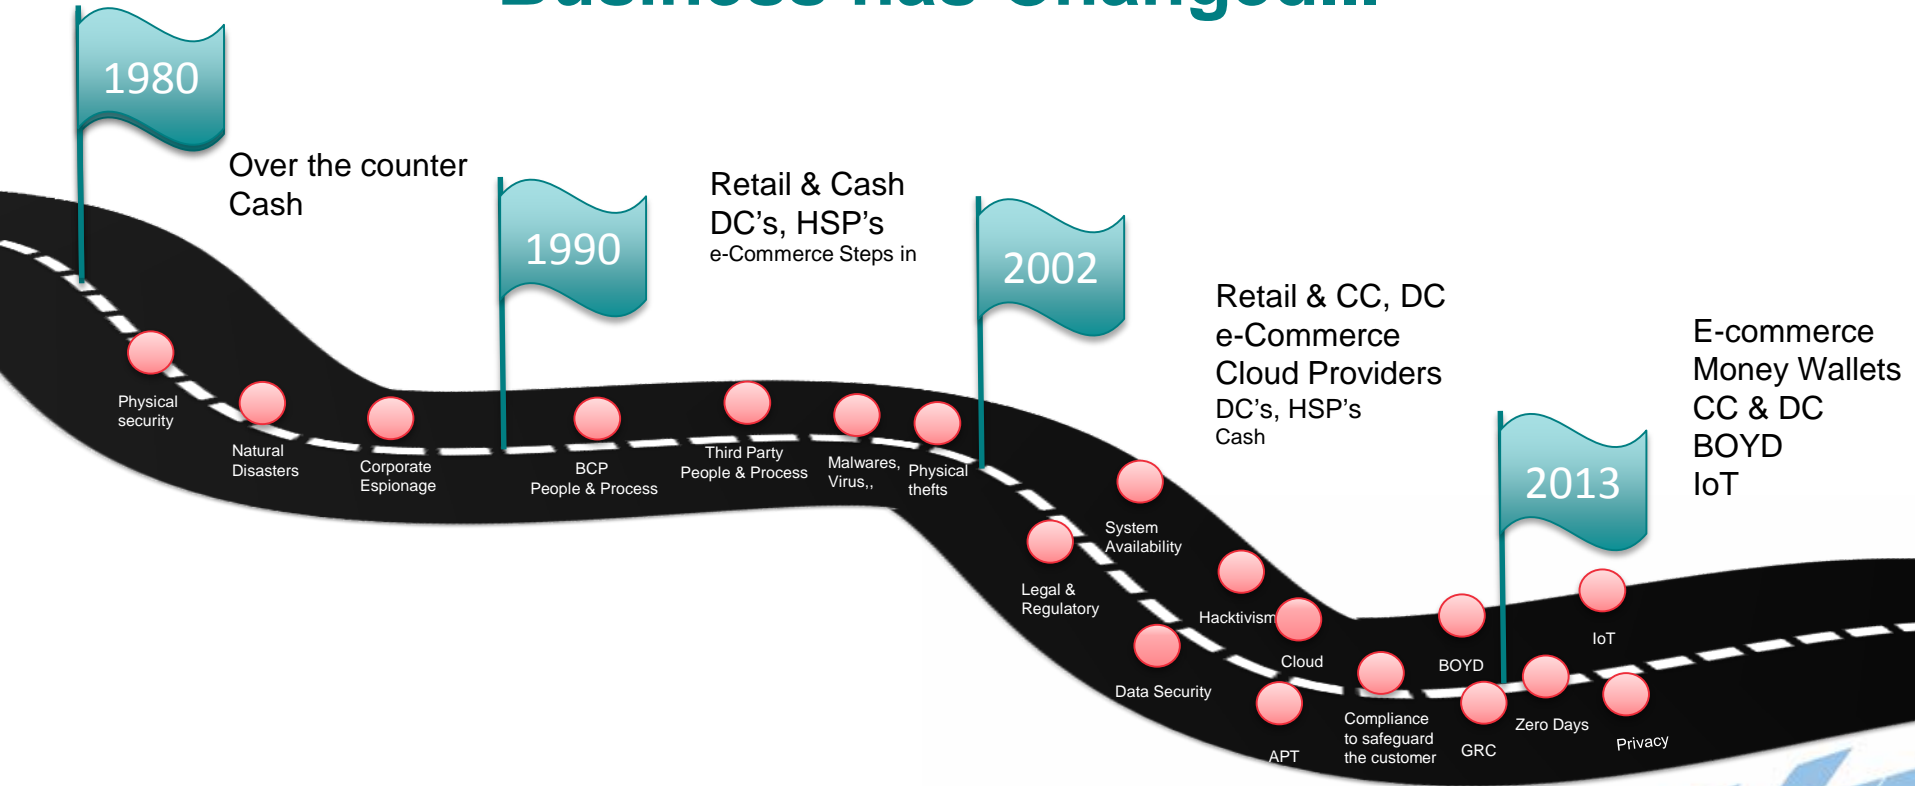 Business has Changed...
1980
Over the counter
Cash
1990
Retail & Cash
DC's, HSP's
e-Commerce Steps in
2002
Retail & CC, DC
e-Commerce
Cloud Providers
DC's, HSP's
Cash
2013
E-commerce
Money Wallets
CC & DC
BOYD
IoT
Physical
security
Natural
Disasters
Corporate
Espionage
BCP
People & Process
Third Party
People & Process
Malwares,
Virus,,
Physical
thefts
System
Availability
Legal &
Regulatory
Hacktivism
Data Security
Cloud
APT
Compliance
to safeguard
the customer
BOYD
GRC
Zero Days
IoT
Privacy